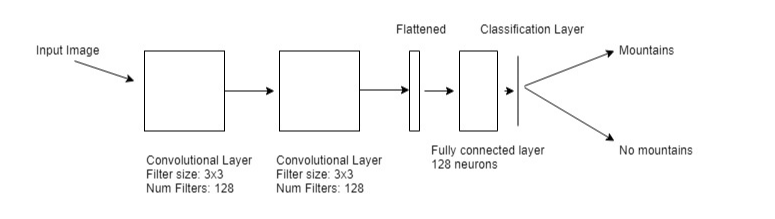 Flattened
Classification Layer
Input Image
Mountains
Convolutional Layer
Filter size: 3x3
Num Filters: 128
Convolutional Layer
Filter size: 3x3
Num Filters: 128
Fully connected layer
128 neurons
No mountains